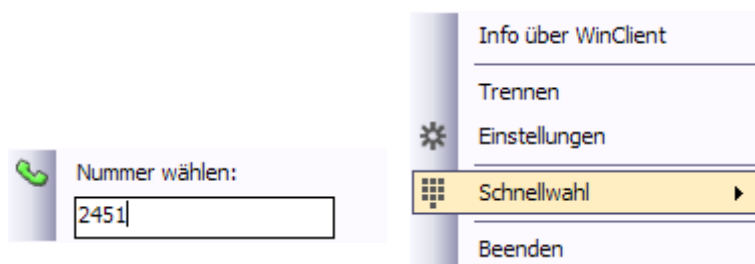 Nummer wählen:
2451
Info über WinClient
Trennen
Einstellungen
Schnellwahl
Beenden